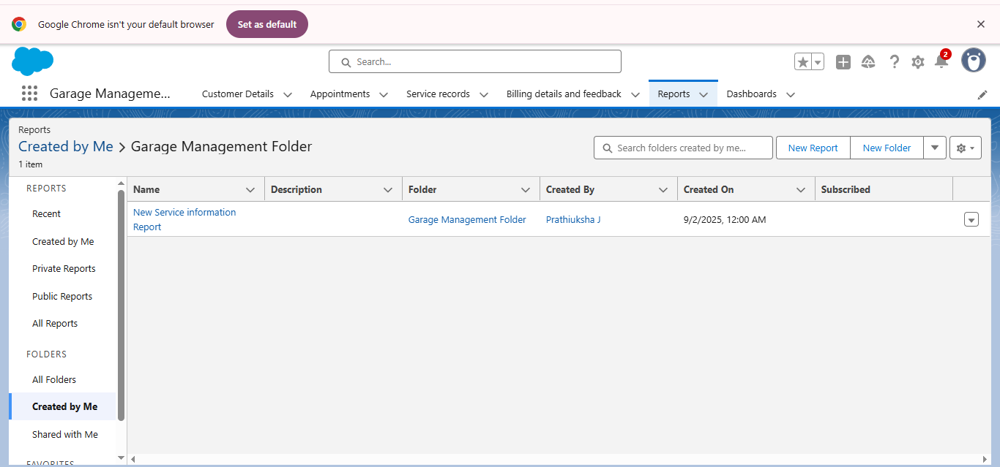 Google Chrome isn't your default browser
Set as default
Search...
2
Garage Manageme...
Customer Details
Appointments
Service records
Billing details and feedback
Reports
Dashboards
Reports
Created by Me > Garage Management Folder
1 item
Search folders created by me...
New Report
New Folder
REPORTS
Recent
Created by Me
Private Reports
Public Reports
All Reports
FOLDERS
All Folders
Created by Me
Shared with Me
FAVORITES
Name
Description
Folder
Created By
Created On
Subscribed
New Service information
Report
Garage Management Folder
Prathiuksha J
9/2/2025, 12:00 AM